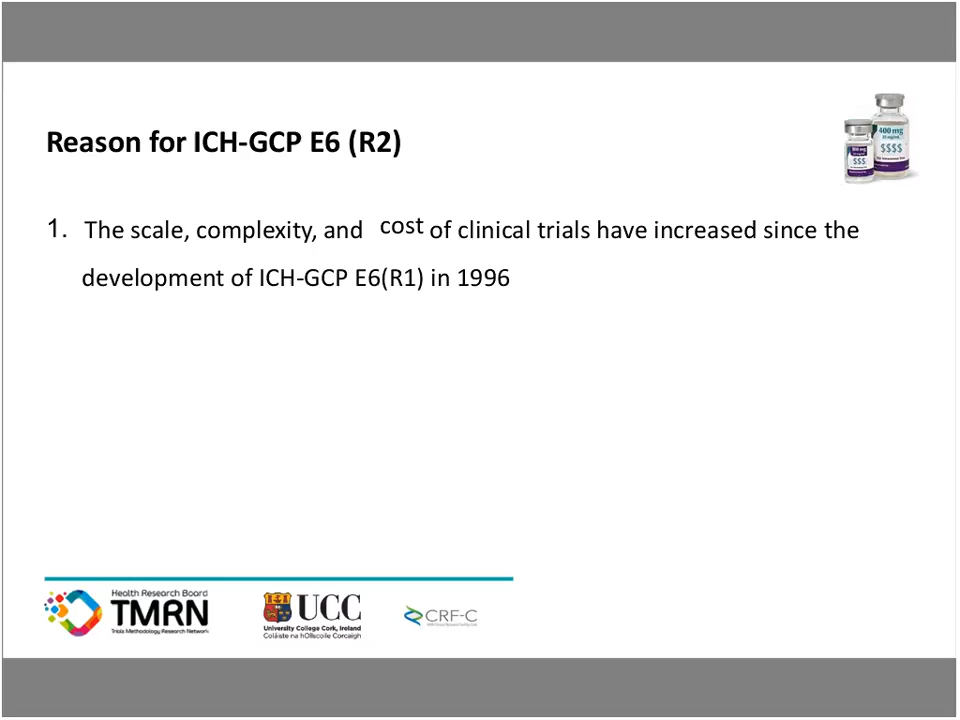 Reason for ICH-GCP E6 (R2)
400 mg
$$$$
$$$
1. The scale, complexity, and cost of clinical trials have increased since the
development of ICH-GCP E6(R1) in 1996
Health Research Board
TMRN
Trials Methodology Research Network
UCC
University College Cork, Ireland
Coláiste na hOllscoile Corcaigh
CRF-C